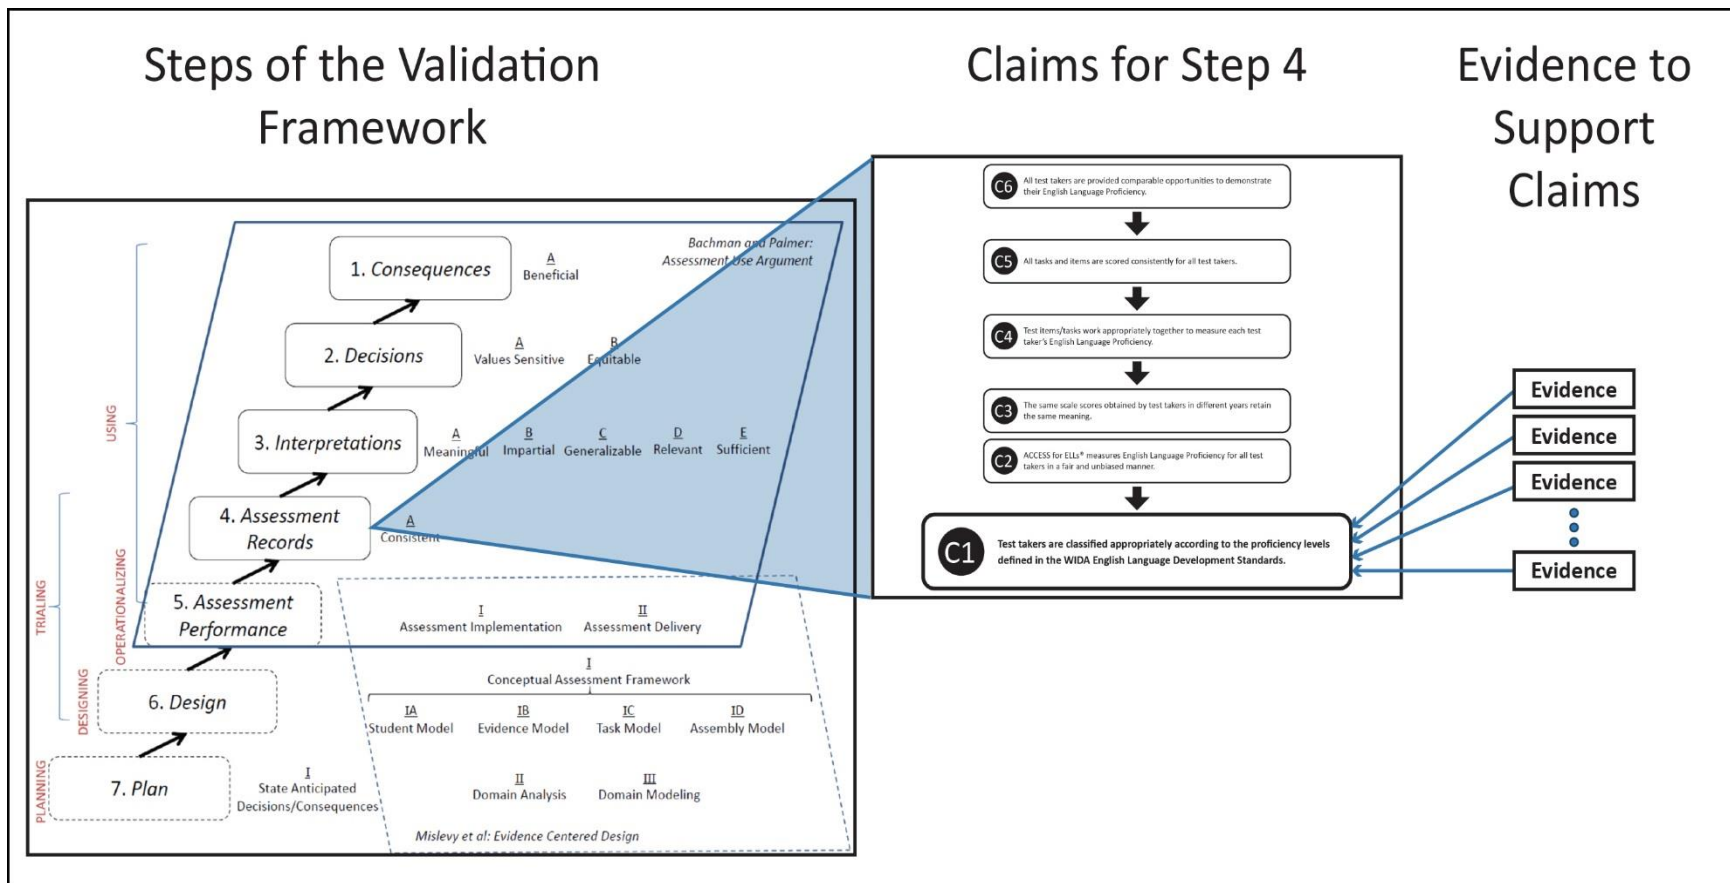 Steps of the Validation
Framework
Claims for Step 4
Evidence to
Support
Claims
Bachman and Palmer:
Assessment Use Argument
1. Consequences
A
Beneficial
2. Decisions
A
Values Sensitive
B
Equitable
3. Interpretations
A
Meaningful
B
Impartial
C
Generalizable
D
Relevant
E
Sufficient
4. Assessment
Records
A
Consistent
5. Assessment
Performance
I
Assessment Implementation
II
Assessment Delivery
6. Design
I
Conceptual Assessment Framework
IA
Student Model
IB
Evidence Model
IC
Task Model
ID
Assembly Model
7. Plan
I
State Anticipated
Decisions/Consequences
II
Domain Analysis
III
Domain Modeling
Mislevy et al: Evidence Centered Design
USING
OPERATIONALIZING
TRIALING
DESIGNING
PLANNING
C6
All test takers are provided comparable opportunities to demonstrate
their English Language Proficiency.
C5
All tasks and items are scored consistently for all test takers.
C4
Test items/tasks work appropriately together to measure each test
taker's English Language Proficiency.
C3
The same scale scores obtained by test takers in different years retain
the same meaning.
C2
ACCESS for ELLs® measures English Language Proficiency for all test
takers in a fair and unbiased manner.
C1
Test takers are classified appropriately according to the proficiency levels
defined in the WIDA English Language Development Standards.
Evidence
Evidence
Evidence
Evidence